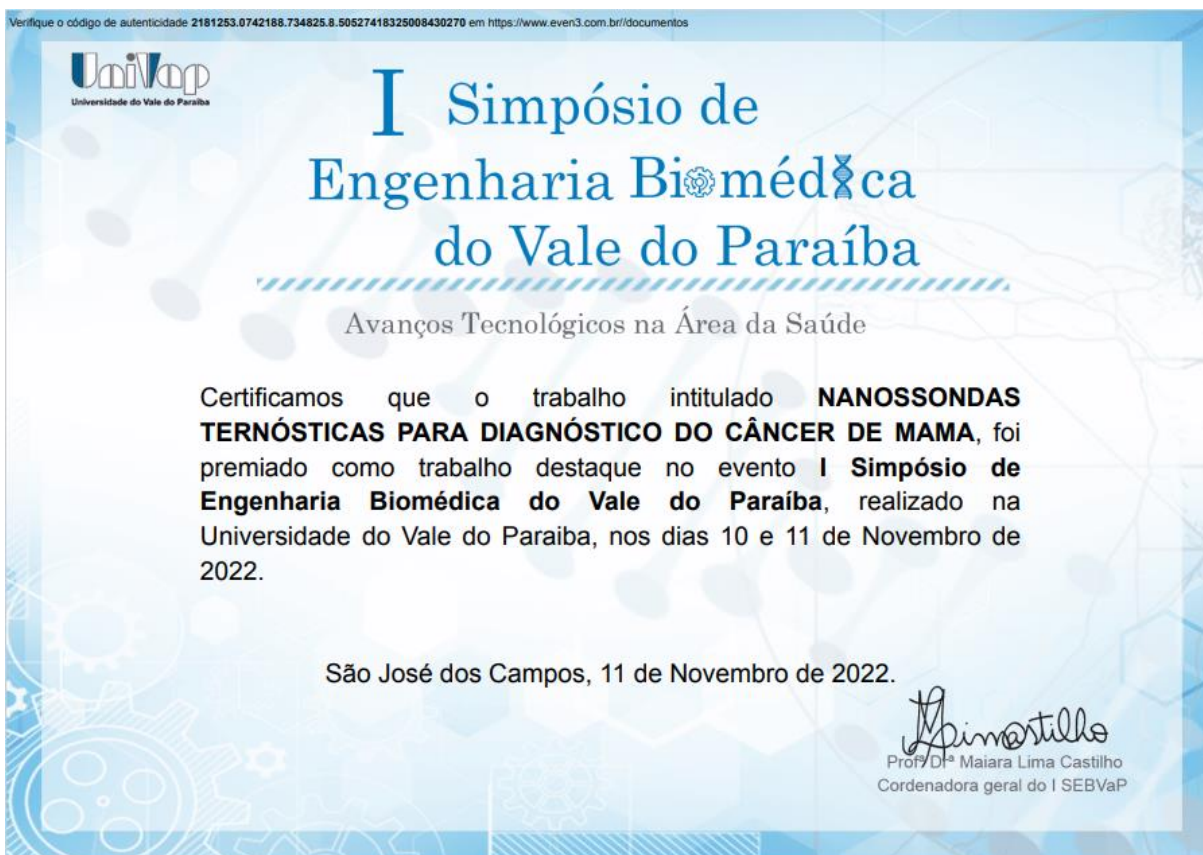 Verifique o código de autenticidade 2181253.0742188.734825.8.50527418325008430270 em https://www.even3.com.br//documentos
UniVap
Universidade do Vale do Paraíba
I Simpósio de
Engenharia Biomédica
do Vale do Paraíba
Avanços Tecnológicos na Área da Saúde
Certificamos que o trabalho intitulado NANOSSONDAS
TERNÓSTICAS PARA DIAGNÓSTICO DO CÂNCER DE MAMA, foi
premiado como trabalho destaque no evento I Simpósio de
Engenharia Biomédica do Vale do Paraíba, realizado na
Universidade do Vale do Paraiba, nos dias 10 e 11 de Novembro de
2022.
São José dos Campos, 11 de Novembro de 2022.
Profª Drª Maiara Lima Castilho
Cordenadora geral do I SEBVaP